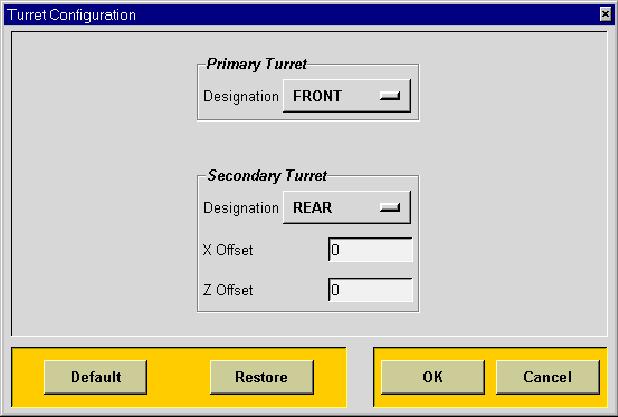 Turret Configuration
Primary Turret
Designation FRONT
Secondary Turret
Designation REAR
X Offset 0
Z Offset 0
Default Restore OK Cancel